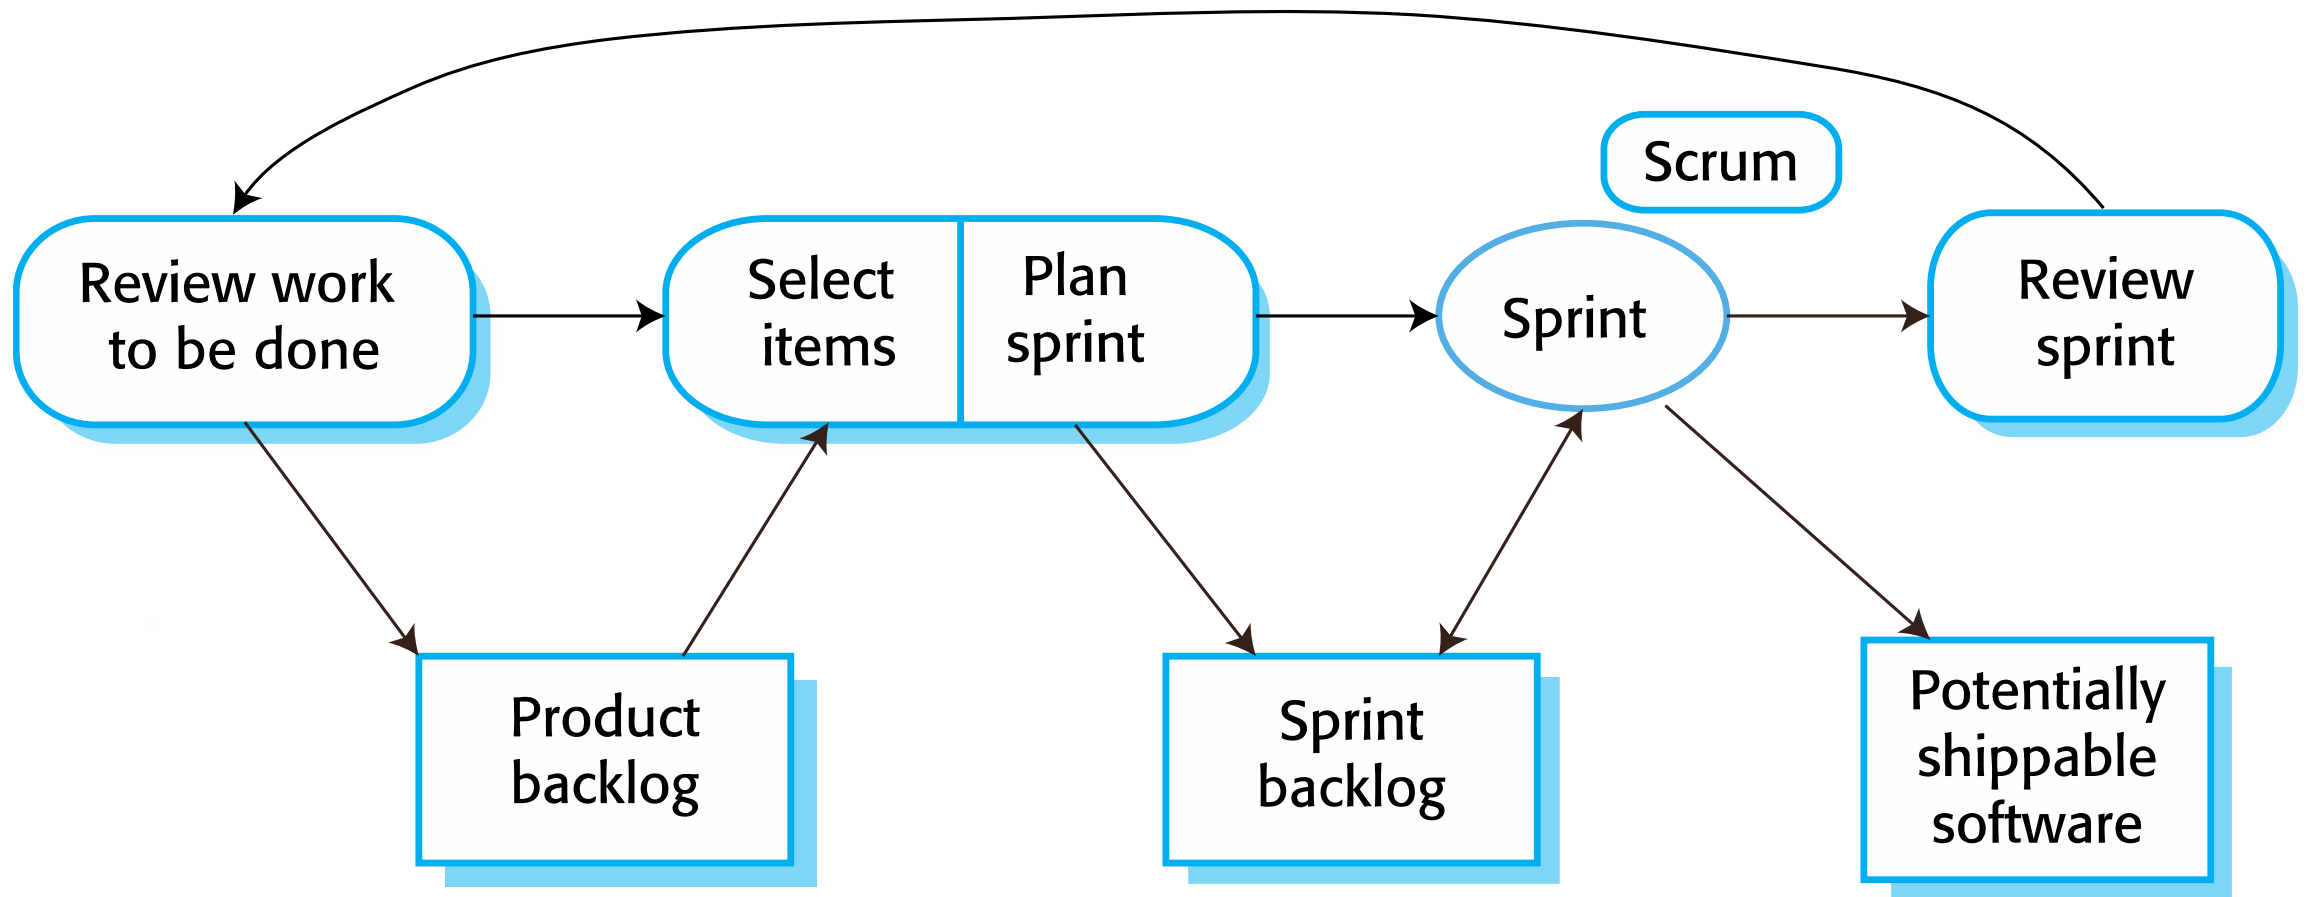 Scrum
Review work
to be done
Select
items
Plan
sprint
Sprint
Review
sprint
Product
backlog
Sprint
backlog
Potentially
shippable
software